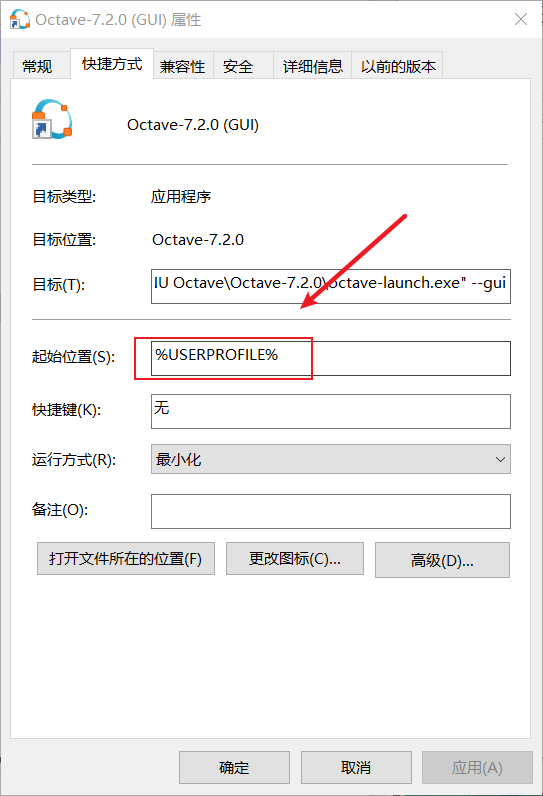 Octave-7.2.0 (GUI) 属性
常规 快捷方式 兼容性 安全 详细信息 以前的版本
Octave-7.2.0 (GUI)
目标类型: 应用程序
目标位置: Octave-7.2.0
目标(T): IU Octave\Octave-7.2.0\octave-launch.exe" --gui
起始位置(S): %USERPROFILE%
快捷键(K): 无
运行方式(R): 最小化
备注(O):
打开文件所在的位置(F) 更改图标(C)... 高级(D)...
确定 取消 应用(A)